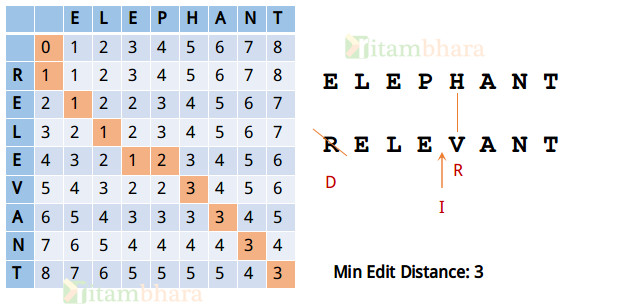 E L E P H A N T
0 1 2 3 4 5 6 7 8
R 1 1 2 3 4 5 6 7 8
E 2 1 2 2 3 4 5 6 7
L 3 2 1 2 3 4 5 6 7
E 4 3 2 1 2 3 4 5 6
V 5 4 3 2 2 3 4 5 6
A 6 5 4 3 3 3 3 4 5
N 7 6 5 4 4 4 4 3 4
T 8 7 6 5 5 5 5 4 3
itambhara
itambhara
E L E P H A N T
R E L E V A N T
D
R
I
Min Edit Distance: 3